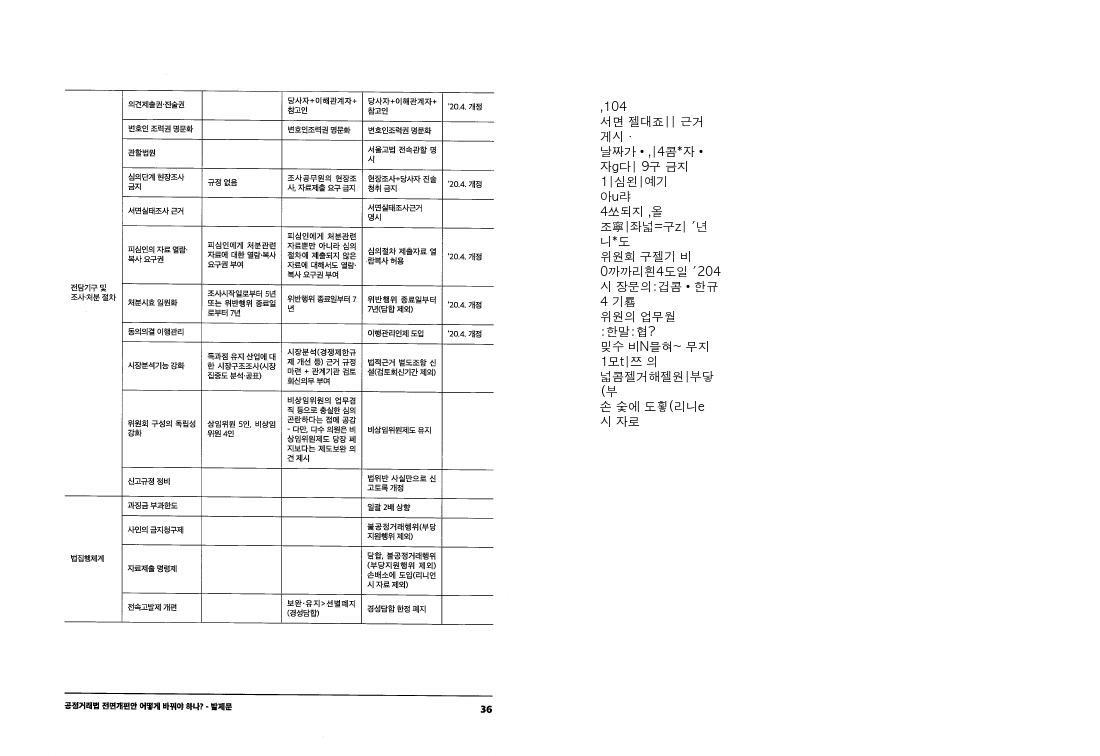 의견제출권·진술권
당사자+이해관계자+
참고인
당사자+이해관계자+
참고인
'20.4. 개정
변호인 조력권 명문화
변호인조력권 명문화
변호인조력권 명문화
관할법원
서울고법 전속관할 명
시
심의단계 현장조사
금지
규정 없음
조사공무원의 현장조
사, 자료제출 요구 금지
현장조사+당사자 진술
청취 금지
'20.4. 개정
서면실태조사 근거
서면실태조사근거
명시
전담기구 및
조사·처분 절차
피심인의 자료 열람·
복사 요구권
피심인에게 처분관련
자료에 대한 열람·복사
요구권 부여
피심인에게 처분관련
자료뿐만 아니라 심의
절차에 제출되지 않은
자료에 대해서도 열람·
복사 요구권 부여
심의절차 제출자료 열
람복사 허용
'20.4. 개정
처분시효 일원화
조사시작일로부터 5년
또는 위반행위 종료일
로부터 7년
위반행위 종료일부터 7
년
위반행위 종료일부터
7년(담합 제외)
'20.4. 개정
동의의결 이행관리
이행관리인제 도입
'20.4. 개정
시장분석기능 강화
독과점 유지 산업에 대
한 시장구조조사(시장
집중도 분석·공표)
시장분석(경쟁제한규
제 개선 등) 근거 규정
마련 + 관계기관 검토
회신의무 부여
법적근거 별도조항 신
설(검토회신기간 제외)
위원회 구성의 독립성
강화
상임위원 5인, 비상임
위원 4인
비상임위원의 업무겸
직 등으로 충실한 심의
곤란하다는 점에 공감
- 다만, 다수 의원은 비
상임위원제도 당장 폐
지보다는 제도보완 의
견 제시
비상임위원제도 유지
신고규정 정비
법위반 사실만으로 신
고토록 개정
법집행체계
과징금 부과한도
일괄 2배 상향
사인의 금지청구제
불공정거래행위(부당
지원행위 제외)
자료제출 명령제
담합, 불공정거래행위
(부당지원행위 제외)
손배소에 도입(리니언
시 자료 제외)
전속고발제 개편
보완·유지>선별폐지
(경성담합)
경성담합 한정 폐지
공정거래법 전면개편안 어떻게 바꿔야 하나? - 발제문
36
,104
서면 젤대죠|| 근거
게시 ·
날짜가 • ,|4콤*자 •
자g다| 9구 금지
1|심왼|예기
아u랴
4쏘되지 ,올
조寧|좌넓=구z| ´년
니*도
위원회 구젤기 비
0까까리흰4도일 ´204
시 장문의:겁콤 • 한규
4 기
위원의 업무월
:한말:협?
및수 비N믈혀~ 무지
1모t|쯔 의
넓콤젤거해젤원|부닿
(부
손 숯에 도홯(리니e
시 자로